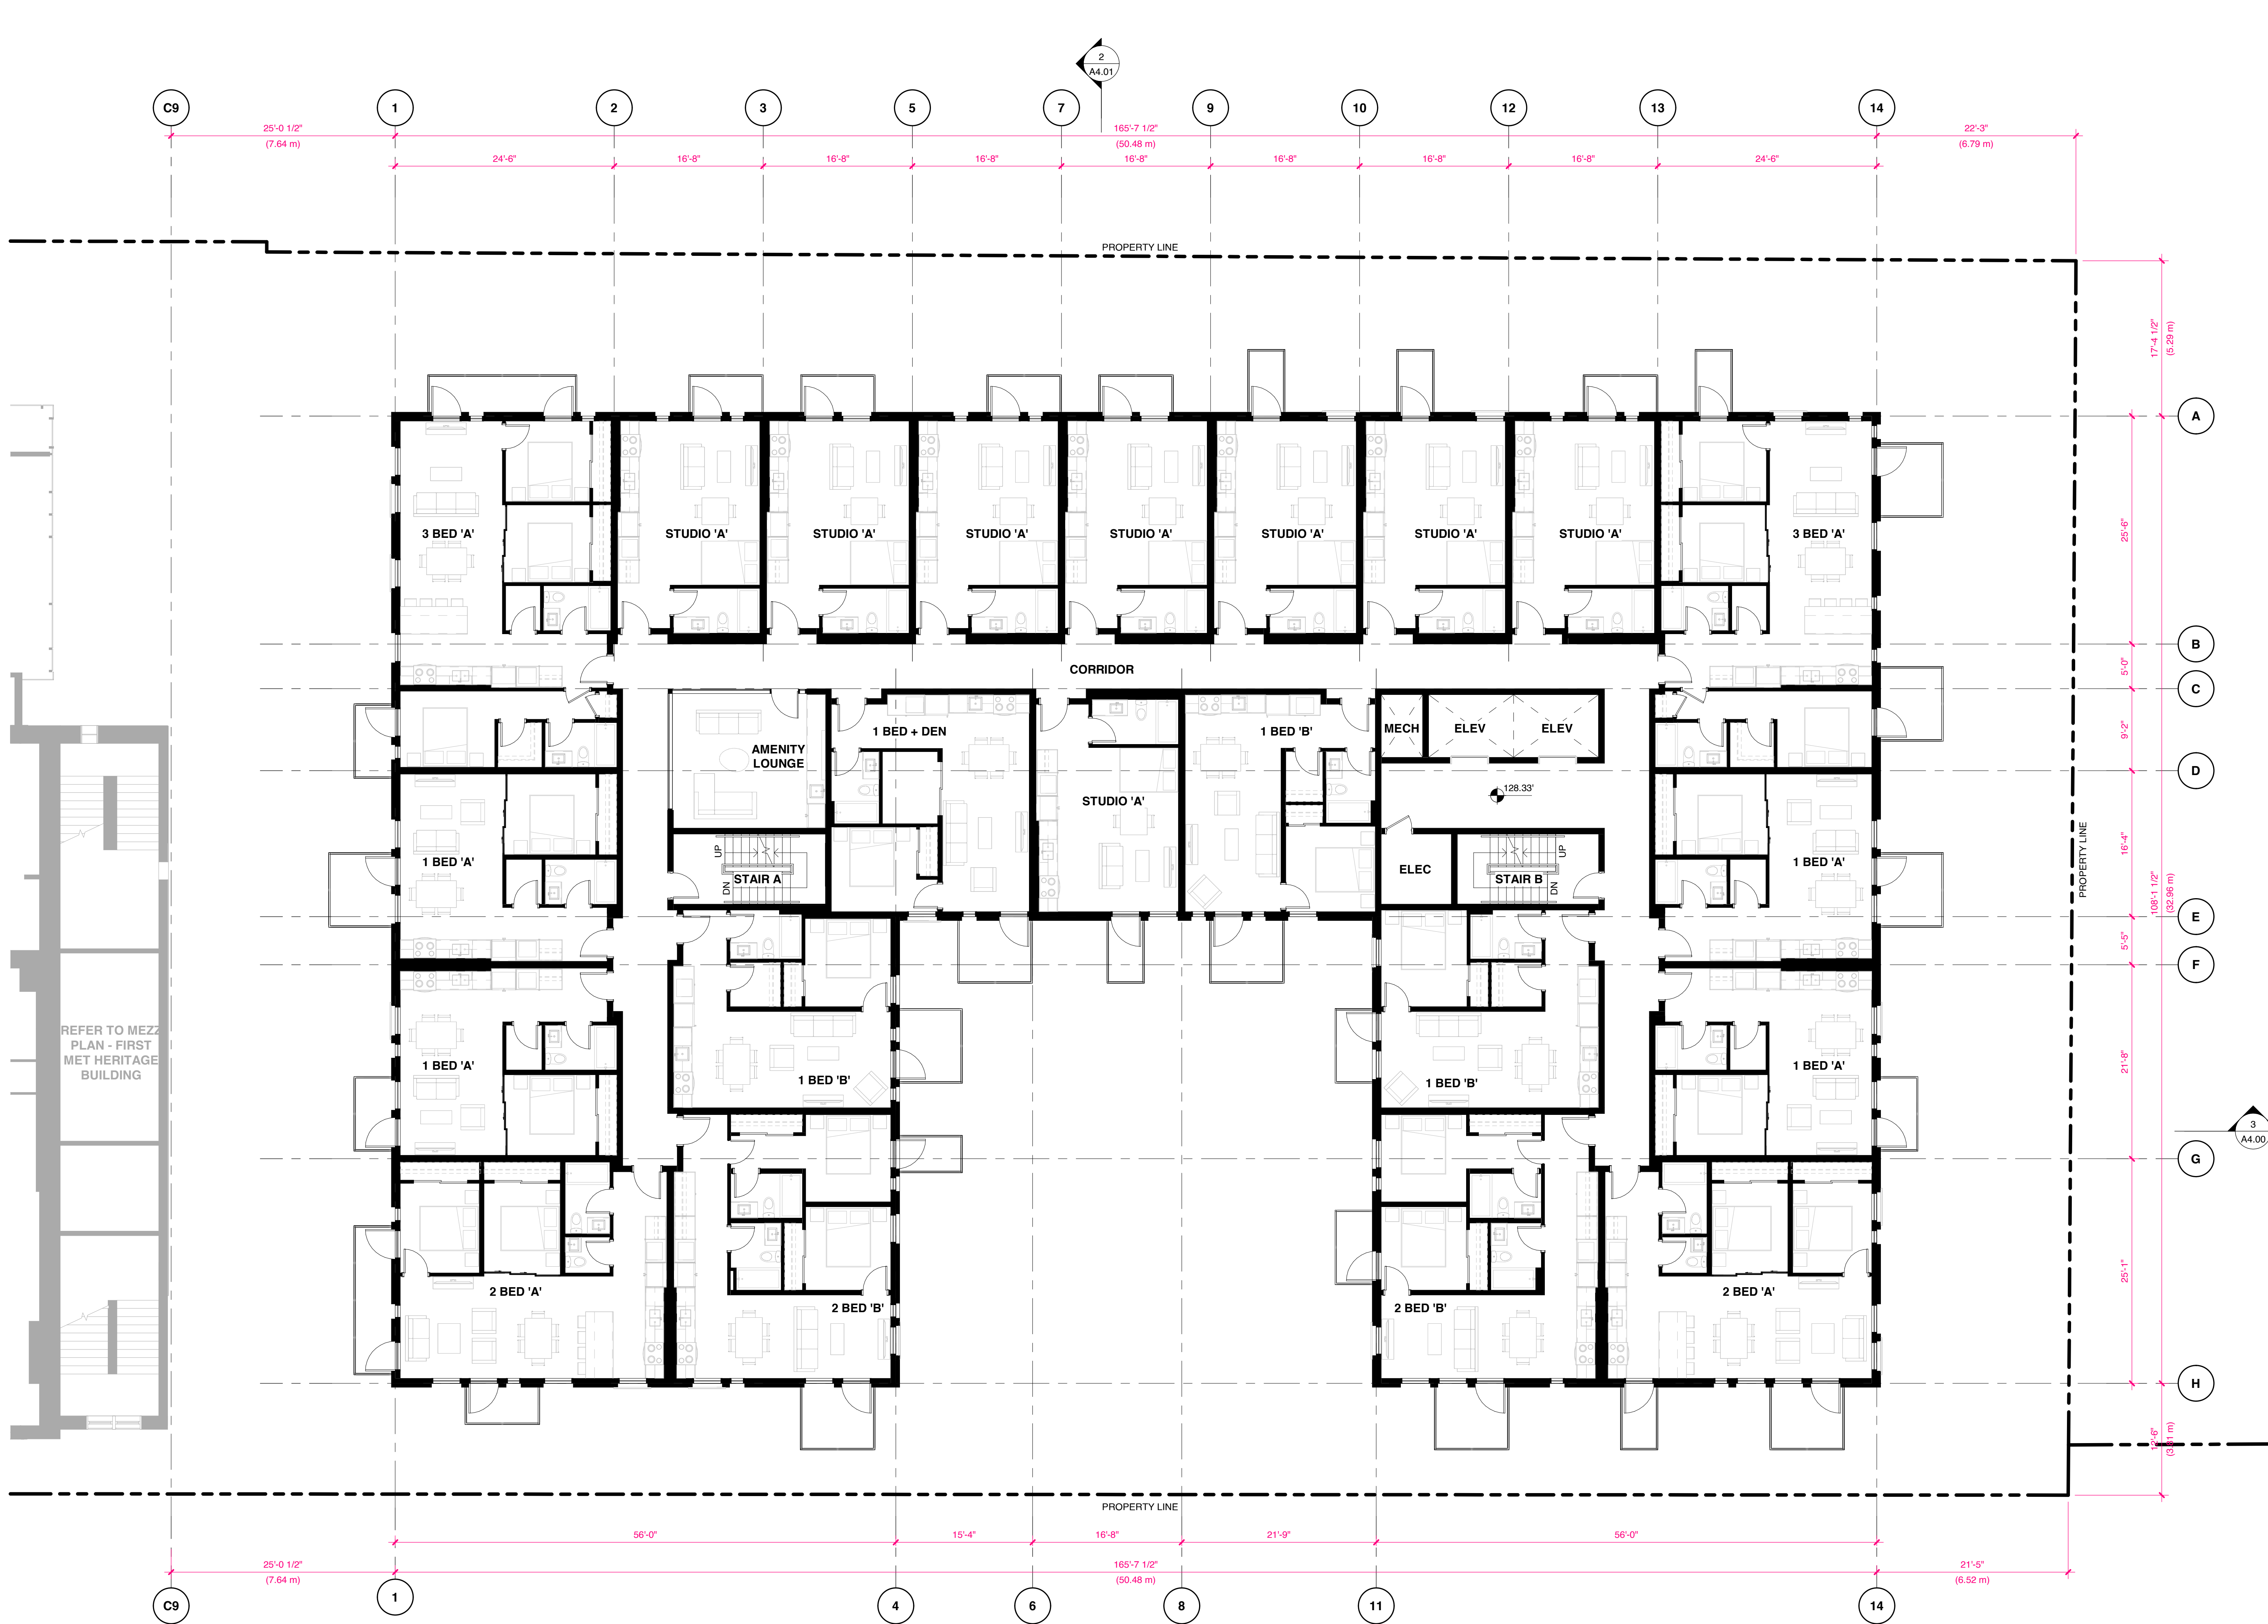 2
A4.01
C9
1
2
3
5
7
9
10
12
13
14
25'-0 1/2"
(7.64 m)
165'-7 1/2"
(50.48 m)
22'-3"
(6.79 m)
24'-6"
16'-8"
16'-8"
16'-8"
16'-8"
16'-8"
16'-8"
16'-8"
24'-6"
PROPERTY LINE
17'-4 1/2"
(5.29 m)
A
25'-6"
3 BED 'A'
STUDIO 'A'
STUDIO 'A'
STUDIO 'A'
STUDIO 'A'
STUDIO 'A'
STUDIO 'A'
STUDIO 'A'
3 BED 'A'
B
5'-0"
CORRIDOR
C
9'-2"
1 BED + DEN
1 BED 'B'
MECH
ELEV
ELEV
AMENITY
LOUNGE
D
STUDIO 'A'
128.33'
16'-4"
PROPERTY LINE
1 BED 'A'
UP
DN
STAIR A
ELEC
UP
DN
STAIR B
1 BED 'A'
108'-1 1/2"
(32.96 m)
E
5'-5"
F
REFER TO MEZZ
PLAN - FIRST
MET HERITAGE
BUILDING
1 BED 'A'
1 BED 'B'
1 BED 'B'
1 BED 'A'
21'-8"
3
A4.00
G
25'-1"
2 BED 'A'
2 BED 'B'
2 BED 'B'
2 BED 'A'
H
12'-6"
(3.81 m)
PROPERTY LINE
56'-0"
15'-4"
16'-8"
21'-9"
56'-0"
25'-0 1/2"
(7.64 m)
165'-7 1/2"
(50.48 m)
21'-5"
(6.52 m)
C9
1
4
6
8
11
14